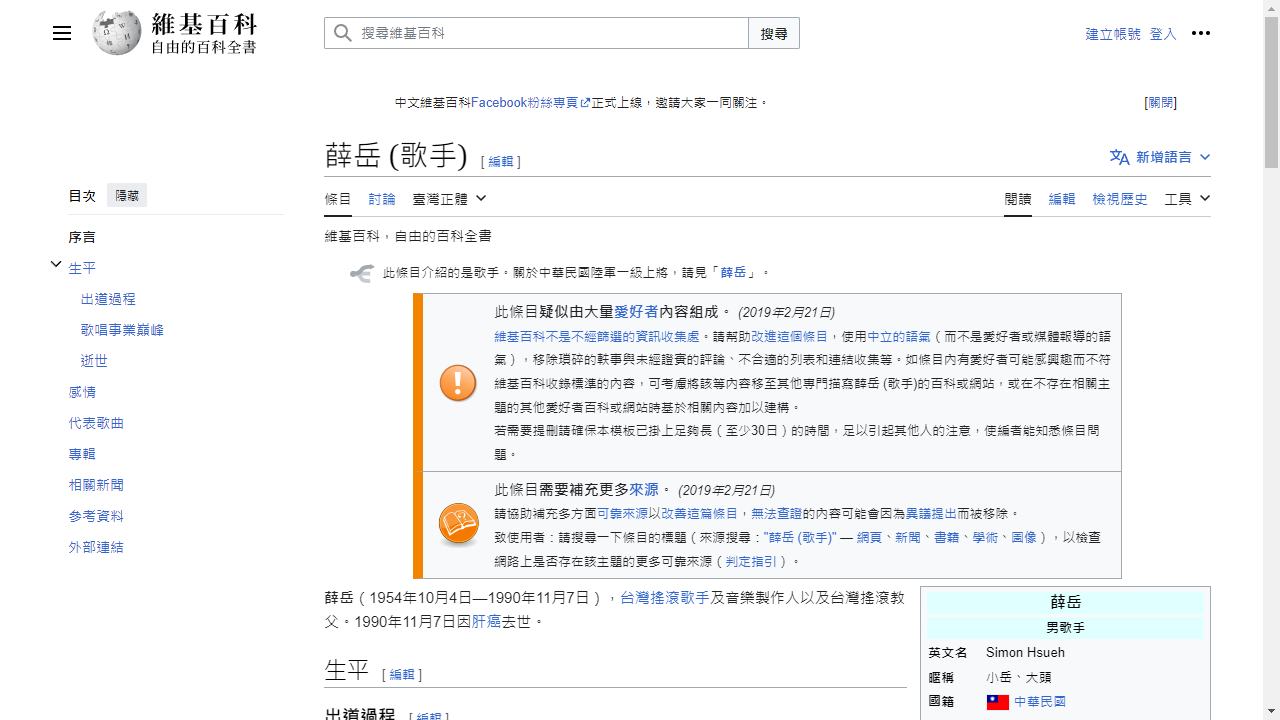 維基百科
自由的百科全書
搜尋維基百科
搜尋
建立帳號 登入
中文維基百科Facebook粉絲專頁正式上線，邀請大家一同關注。
[關閉]
目次 隱藏
序言
生平
出道過程
歌唱事業巔峰
逝世
感情
代表歌曲
專輯
相關新聞
參考資料
外部連結
薛岳 (歌手) [ 編輯 ]
新增語言
條目 討論 臺灣正體
閱讀 編輯 檢視歷史 工具
維基百科，自由的百科全書
此條目介紹的是歌手。關於中華民國陸軍一級上將，請見「薛岳」。
此條目疑似由大量愛好者內容組成。 (2019年2月21日)
維基百科不是不經篩選的資訊收集處。請幫助改進這個條目，使用中立的語氣（而不是愛好者或媒體報導的語
氣），移除瑣碎的軼事與未經證實的評論、不合適的列表和連結收集等。如條目內有愛好者可能感興趣而不符
維基百科收錄標準的內容，可考慮將該等內容移至其他專門描寫薛岳 (歌手)的百科或網站，或在不存在相關主
題的其他愛好者百科或網站時基於相關內容加以建構。
若需要提刪請確保本模板已掛上足夠長（至少30日）的時間，足以引起其他人的注意，使編者能知悉條目問
題。
此條目需要補充更多來源。 (2019年2月21日)
請協助補充多方面可靠來源以改善這篇條目，無法查證的內容可能會因為異議提出而被移除。
致使用者：請搜尋一下條目的標題（來源搜尋："薛岳 (歌手)" — 網頁、新聞、書籍、學術、圖像），以檢查
網路上是否存在該主題的更多可靠來源（判定指引）。
薛岳（1954年10月4日—1990年11月7日），台灣搖滾歌手及音樂製作人以及台灣搖滾教
父。1990年11月7日因肝癌去世。
生平 [ 編輯 ]
出道過程 [ 編輯 ]
薛岳
男歌手
英文名 Simon Hsueh
暱稱 小岳、大頭
國籍 中華民國